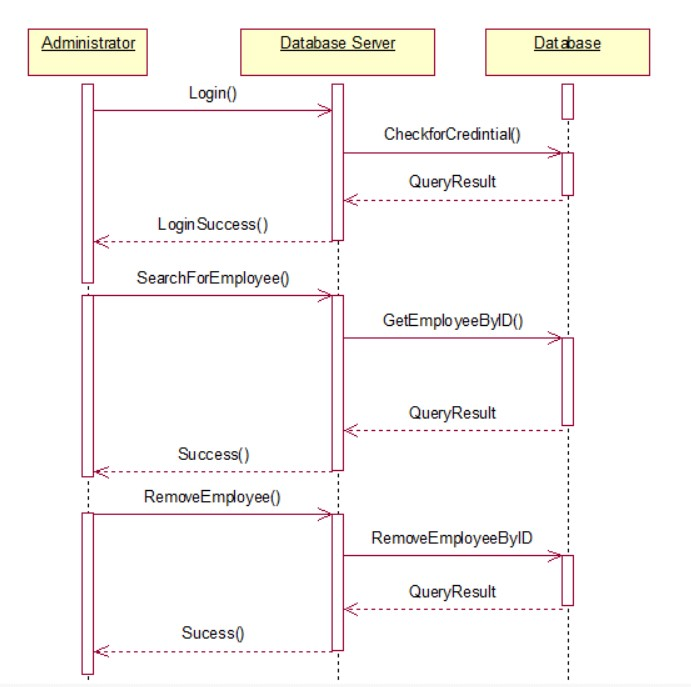 Administrator
Database Server
Database
Login()
CheckforCredintial()
QueryResult
LoginSuccess()
SearchForEmployee()
GetEmployeeByID()
QueryResult
Success()
RemoveEmployee()
RemoveEmployeeByID
QueryResult
Sucess()